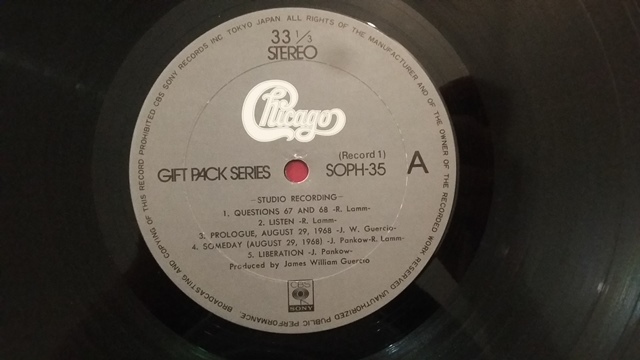 33 1/3
STEREO
Chicago
GIFT PACK SERIES
(Record 1)
SOPH-35
A
-STUDIO RECORDING-
1. QUESTIONS 67 AND 68 -R. Lamm-
2. LISTEN -R. Lamm-
3. PROLOGUE, AUGUST 29, 1968 -J. W. Guercio-
4. SOMEDAY (AUGUST 29, 1968) -J. Pankow-R. Lamm-
5. LIBERATION -J. Pankow-
Produced by James William Guercio
CBS
SONY
CBS SONY RECORDS INC. TOKYO JAPAN. ALL RIGHTS OF THE MANUFACTURER AND OF THE OWNER OF THE RECORDED WORK RESERVED UNAUTHORIZED PUBLIC PERFORMANCE. BROADCASTING AND COPYING OF THIS RECORD PROHIBITED